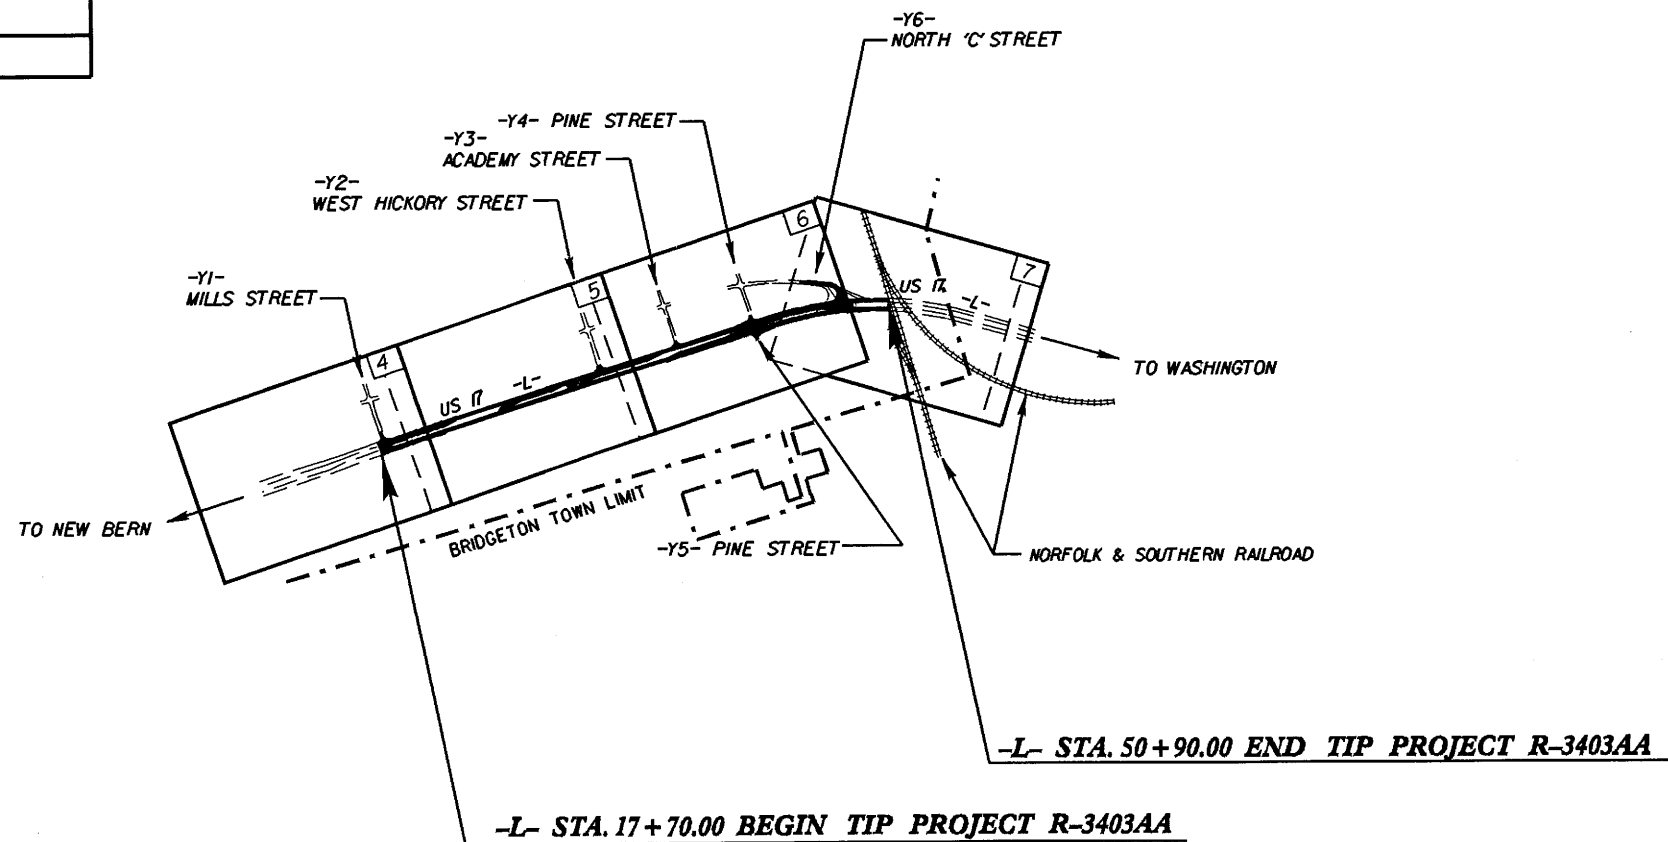 -Y6-
NORTH 'C' STREET
-Y4- PINE STREET
-Y3-
ACADEMY STREET
-Y2-
WEST HICKORY STREET
-Y1-
MILLS STREET
6
7
5
4
US 17
-L-
US 17
-L-
TO WASHINGTON
TO NEW BERN
BRIDGETON TOWN LIMIT
-Y5- PINE STREET
NORFOLK & SOUTHERN RAILROAD
-L- STA. 50+90.00 END TIP PROJECT R-3403AA
-L- STA. 17+70.00 BEGIN TIP PROJECT R-3403AA